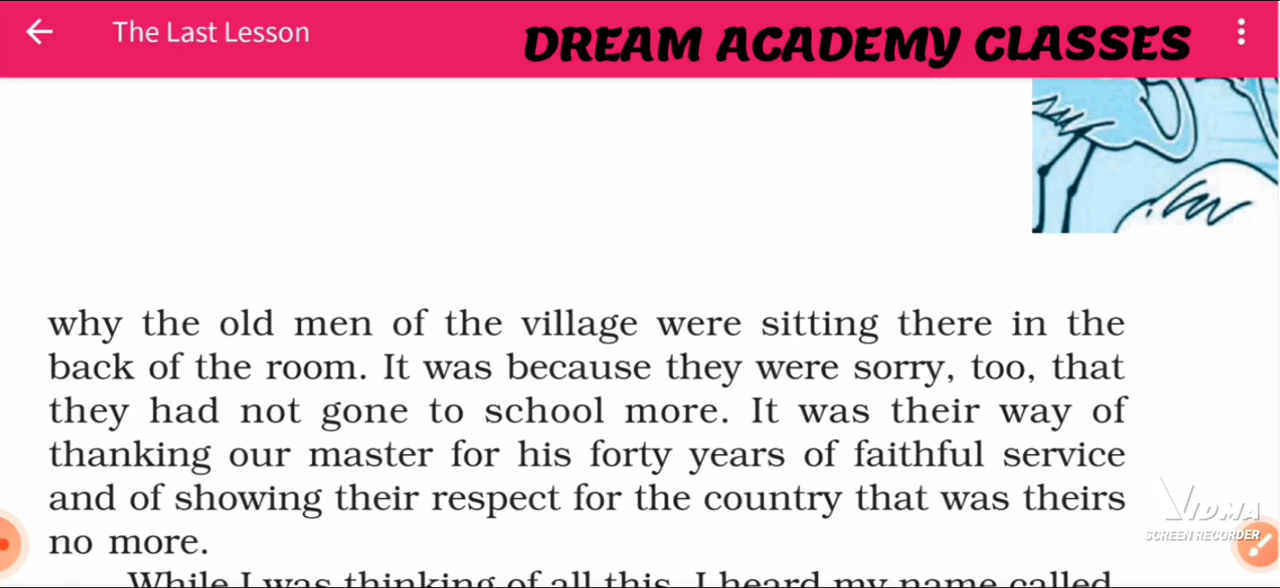 The Last Lesson
DREAM ACADEMY CLASSES
why the old men of the village were sitting there in the
back of the room. It was because they were sorry, too, that
they had not gone to school more. It was their way of
thanking our master for his forty years of faithful service
and of showing their respect for the country that was theirs
no more.
While I was thinking of all this, I heard my name called
VIDMA
SCREEN RECORDER